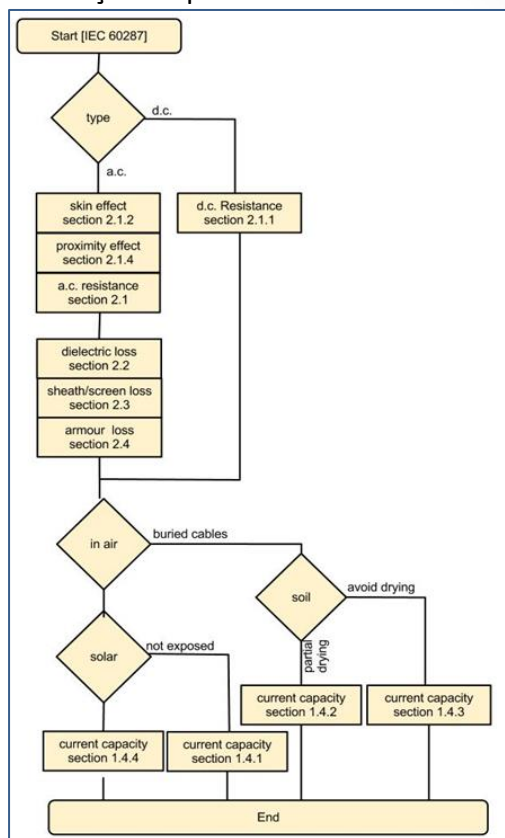 Start [IEC 60287]
type
d.c.
a.c.
skin effect
section 2.1.2
d.c. Resistance
section 2.1.1
proximity effect
section 2.1.4
a.c. resistance
section 2.1
dielectric loss
section 2.2
sheath/screen loss
section 2.3
armour loss
section 2.4
in air
buried cables
soil
avoid drying
partial
drying
solar
not exposed
current capacity
section 1.4.2
current capacity
section 1.4.3
current capacity
section 1.4.4
current capacity
section 1.4.1
End